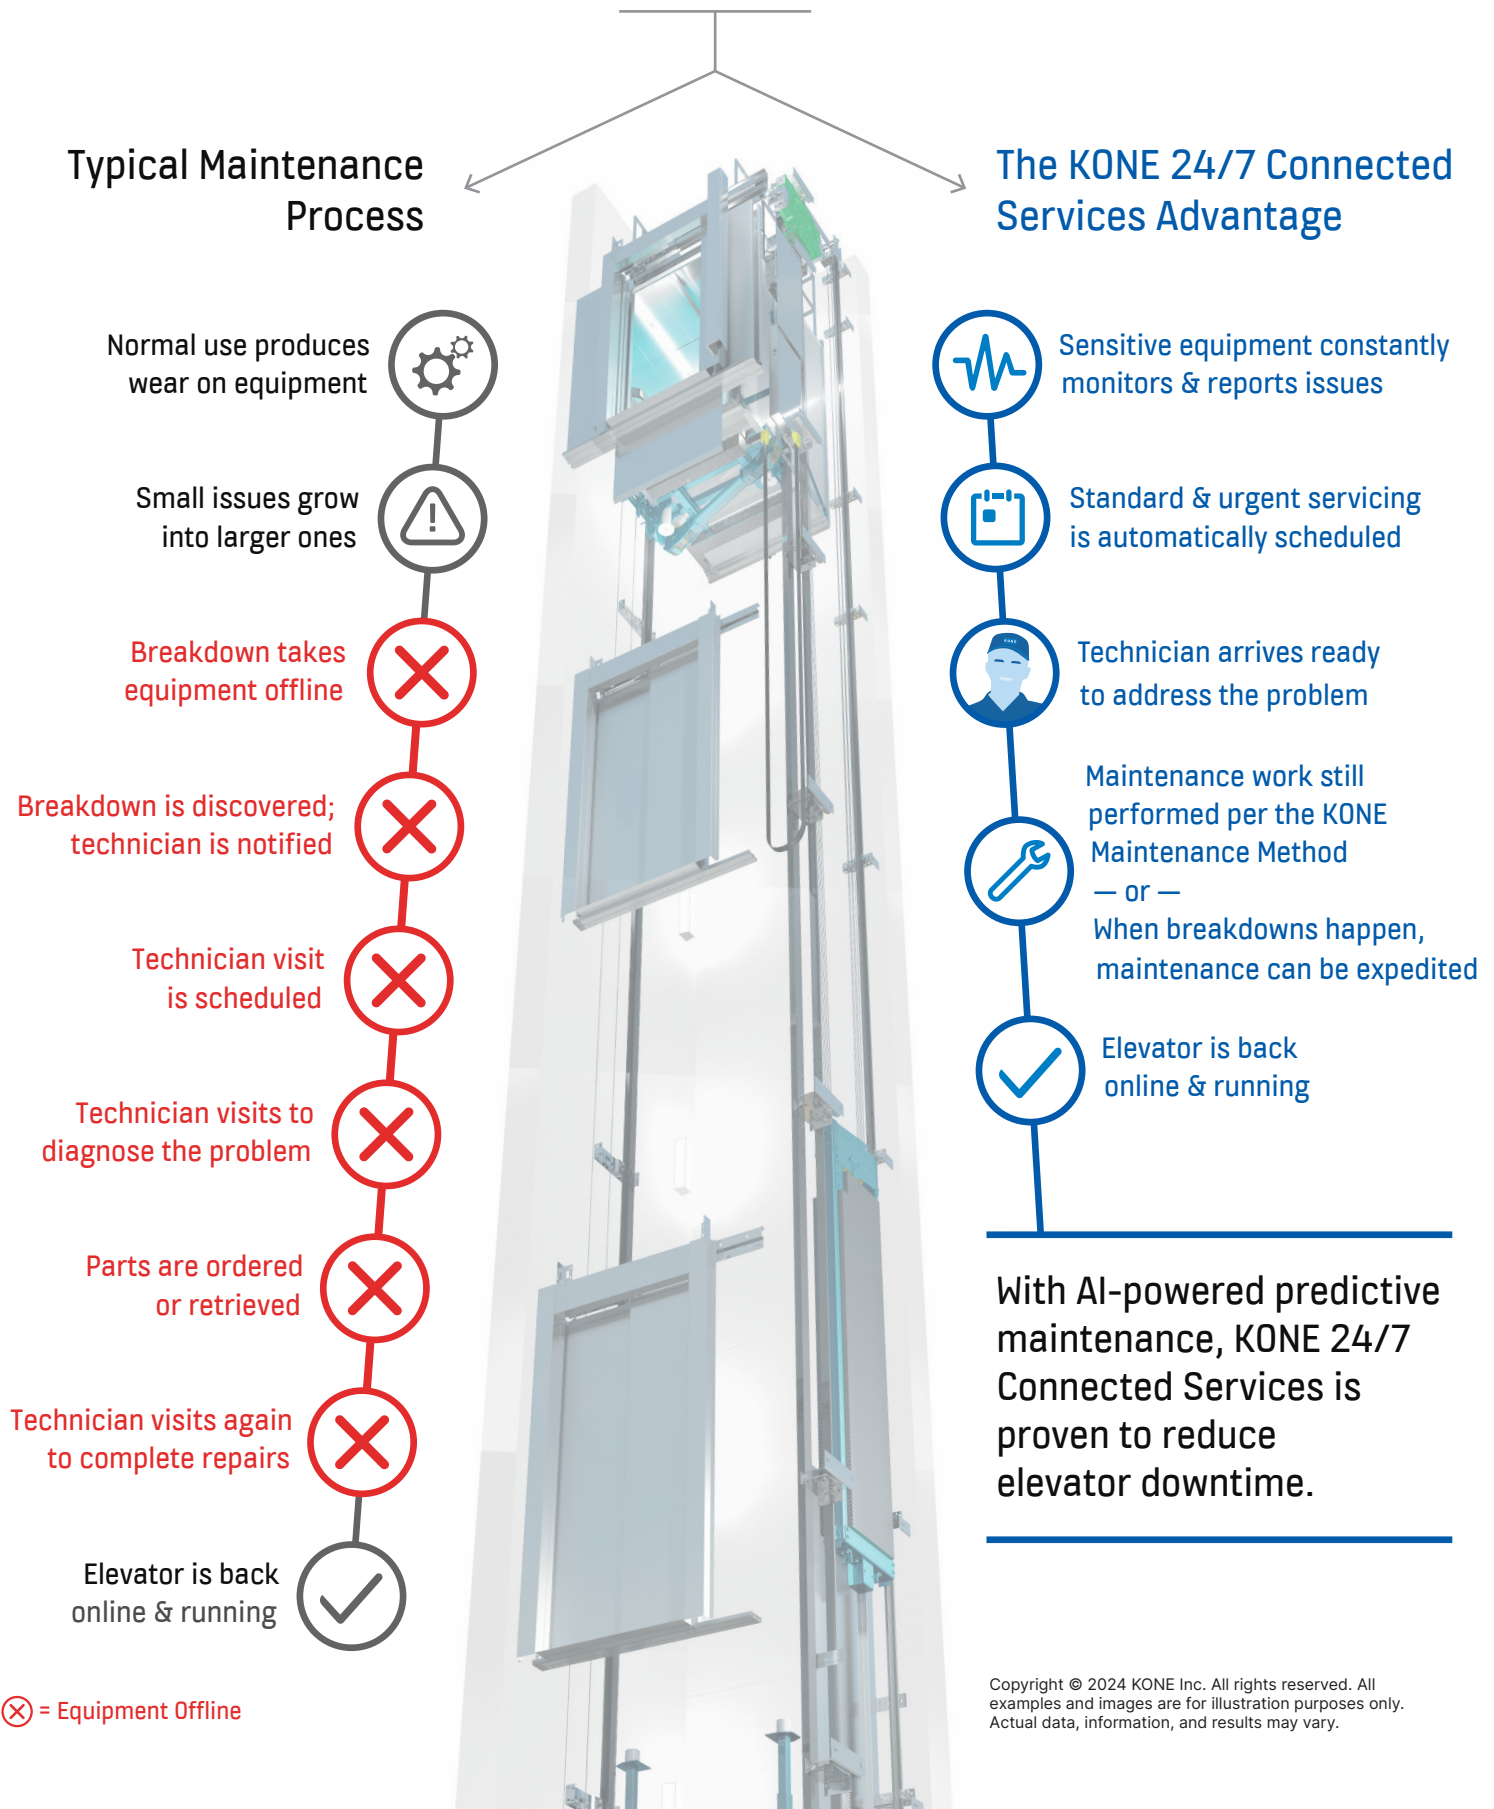 Typical Maintenance
Process
Normal use produces
wear on equipment
Small issues grow
into larger ones
Breakdown takes
equipment offline
Breakdown is discovered;
technician is notified
Technician visit
is scheduled
Technician visits to
diagnose the problem
Parts are ordered
or retrieved
Technician visits again
to complete repairs
Elevator is back
online & running
= Equipment Offline
The KONE 24/7 Connected
Services Advantage
Sensitive equipment constantly
monitors & reports issues
Standard & urgent servicing
is automatically scheduled
KONE
Technician arrives ready
to address the problem
Maintenance work still
performed per the KONE
Maintenance Method
— or —
When breakdowns happen,
maintenance can be expedited
Elevator is back
online & running
With AI-powered predictive
maintenance, KONE 24/7
Connected Services is
proven to reduce
elevator downtime.
Copyright © 2024 KONE Inc. All rights reserved. All
examples and images are for illustration purposes only.
Actual data, information, and results may vary.